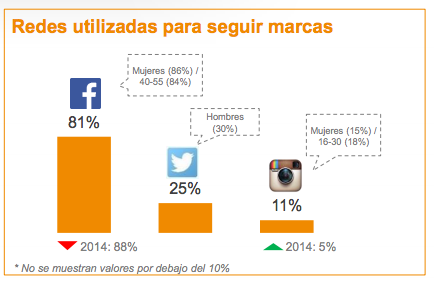 Redes utilizadas para seguir marcas
Mujeres (86%) /
40-55 (84%)
81%
Hombres
(30%)
25%
Mujeres (15%) /
16-30 (18%)
11%
2014: 88%
2014: 5%
* No se muestran valores por debajo del 10%